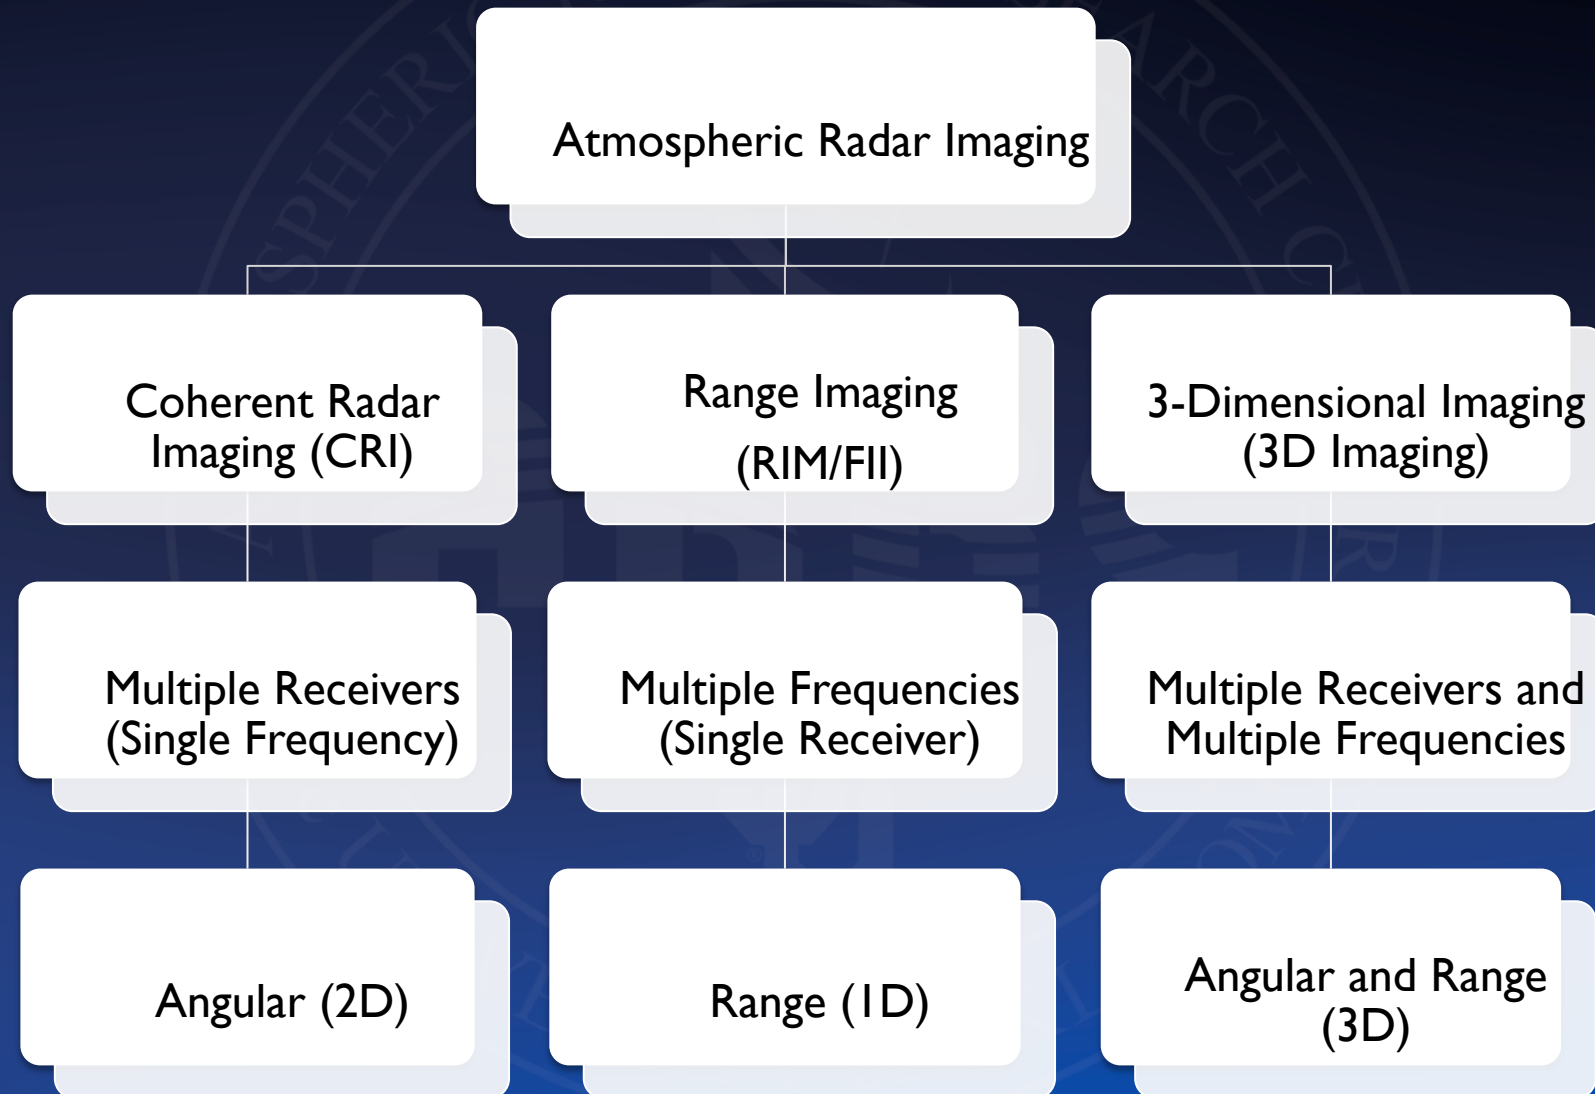 Atmospheric Radar Imaging
Coherent Radar
Imaging (CRI)
Range Imaging
(RIM/FII)
3-Dimensional Imaging
(3D Imaging)
Multiple Receivers
(Single Frequency)
Multiple Frequencies
(Single Receiver)
Multiple Receivers and
Multiple Frequencies
Angular (2D)
Range (1D)
Angular and Range
(3D)